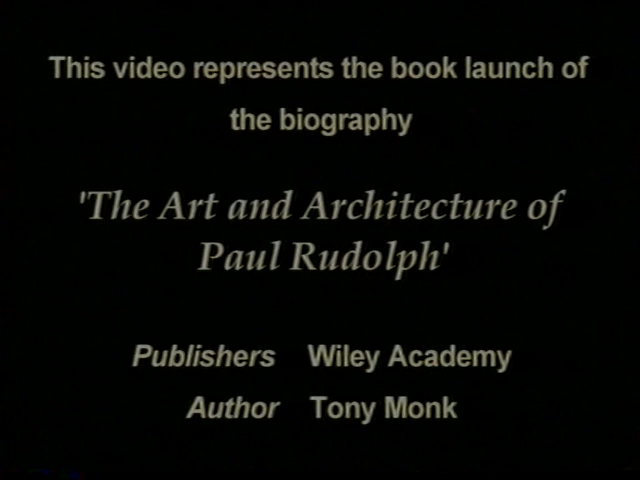 This video represents the book launch of
the biography
'The Art and Architecture of
Paul Rudolph'
Publishers Wiley Academy
Author Tony Monk